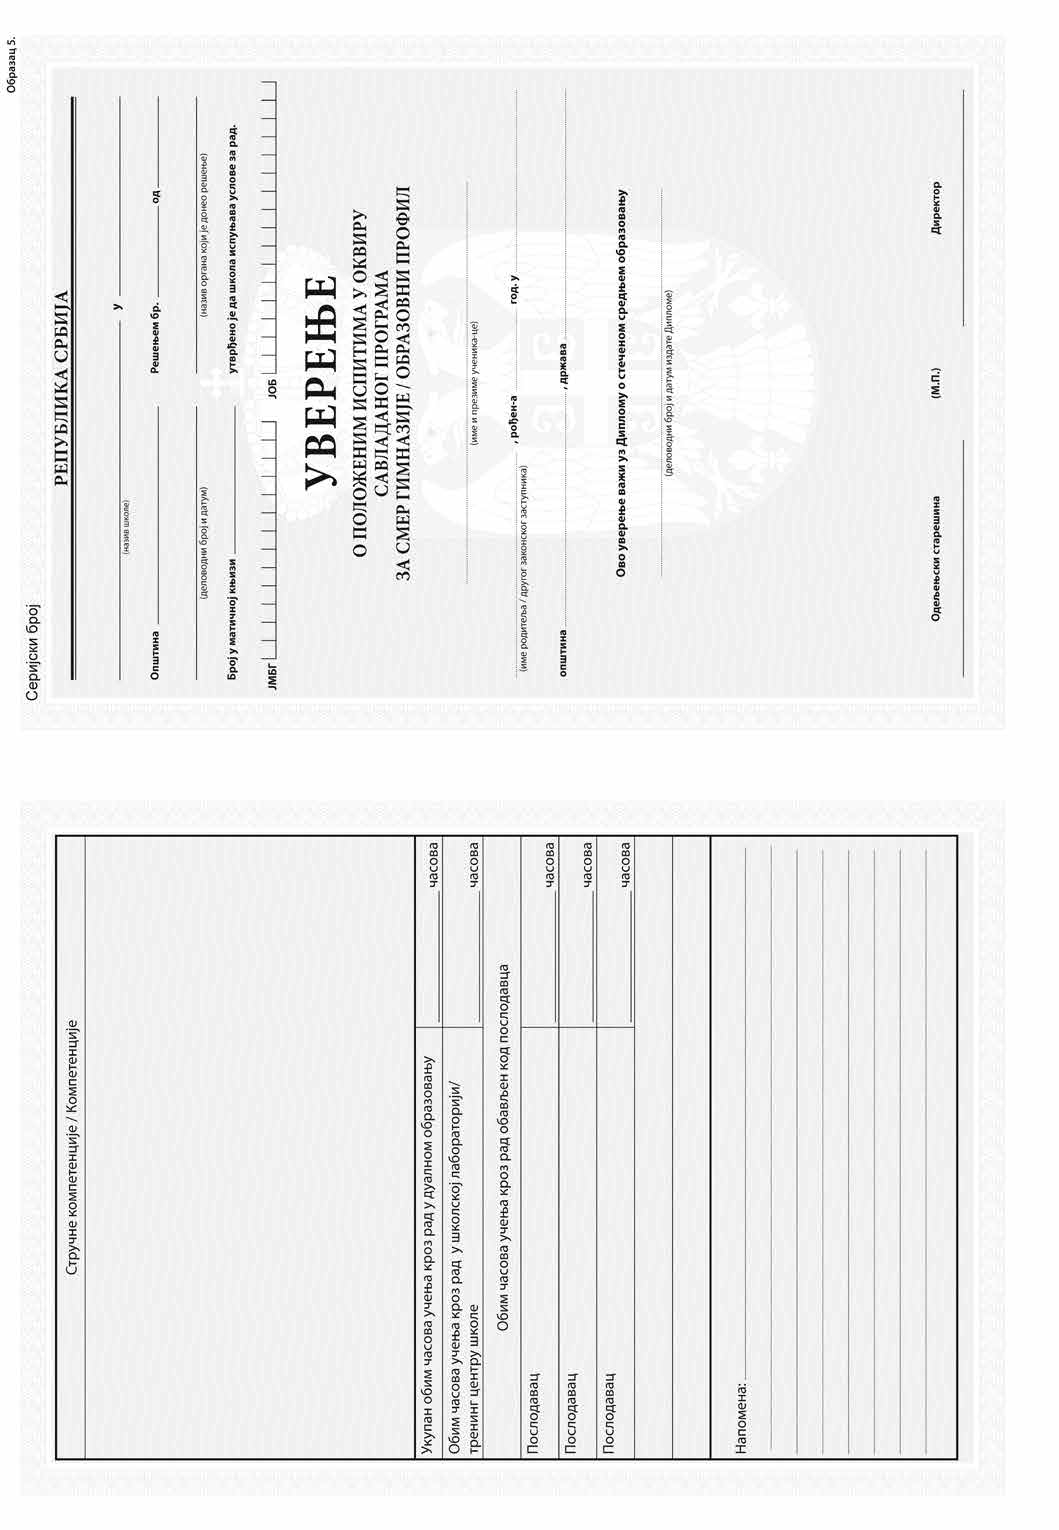 Образац 5.
Серијски број
РЕПУБЛИКА СРБИЈА
у
(назив школе)
Општина Решењем бр. од
(деловодни број и датум) (назив органа који је донео решење)
Број у матичној књизи утврђено је да школа испуњава услове за рад.
ЈМБГ ЈОБ
УВЕРЕЊЕ
О ПОЛОЖЕНИМ ИСПИТИМА У ОКВИРУ
САВЛАДАНОГ ПРОГРАМА
ЗА СМЕР ГИМНАЗИЈЕ / ОБРАЗОВНИ ПРОФИЛ
(име и презиме ученика-це)
, рођен-а год. у
(име родитеља / другог законског заступника)
општина , држава
Ово уверење важи уз Диплому о стеченом средњем образовању
(деловодни број и датум издате Дипломе)
Одељењски старешина (М.П.) Директор
Стручне компетенције / Компетенције
Укупан обим часова учења кроз рад у дуалном образовању часова
Обим часова учења кроз рад у школској лабораторији/
тренинг центру школе часова
Обим часова учења кроз рад обављен код послодавца
Послодавац часова
Послодавац часова
Послодавац часова
Напомена: